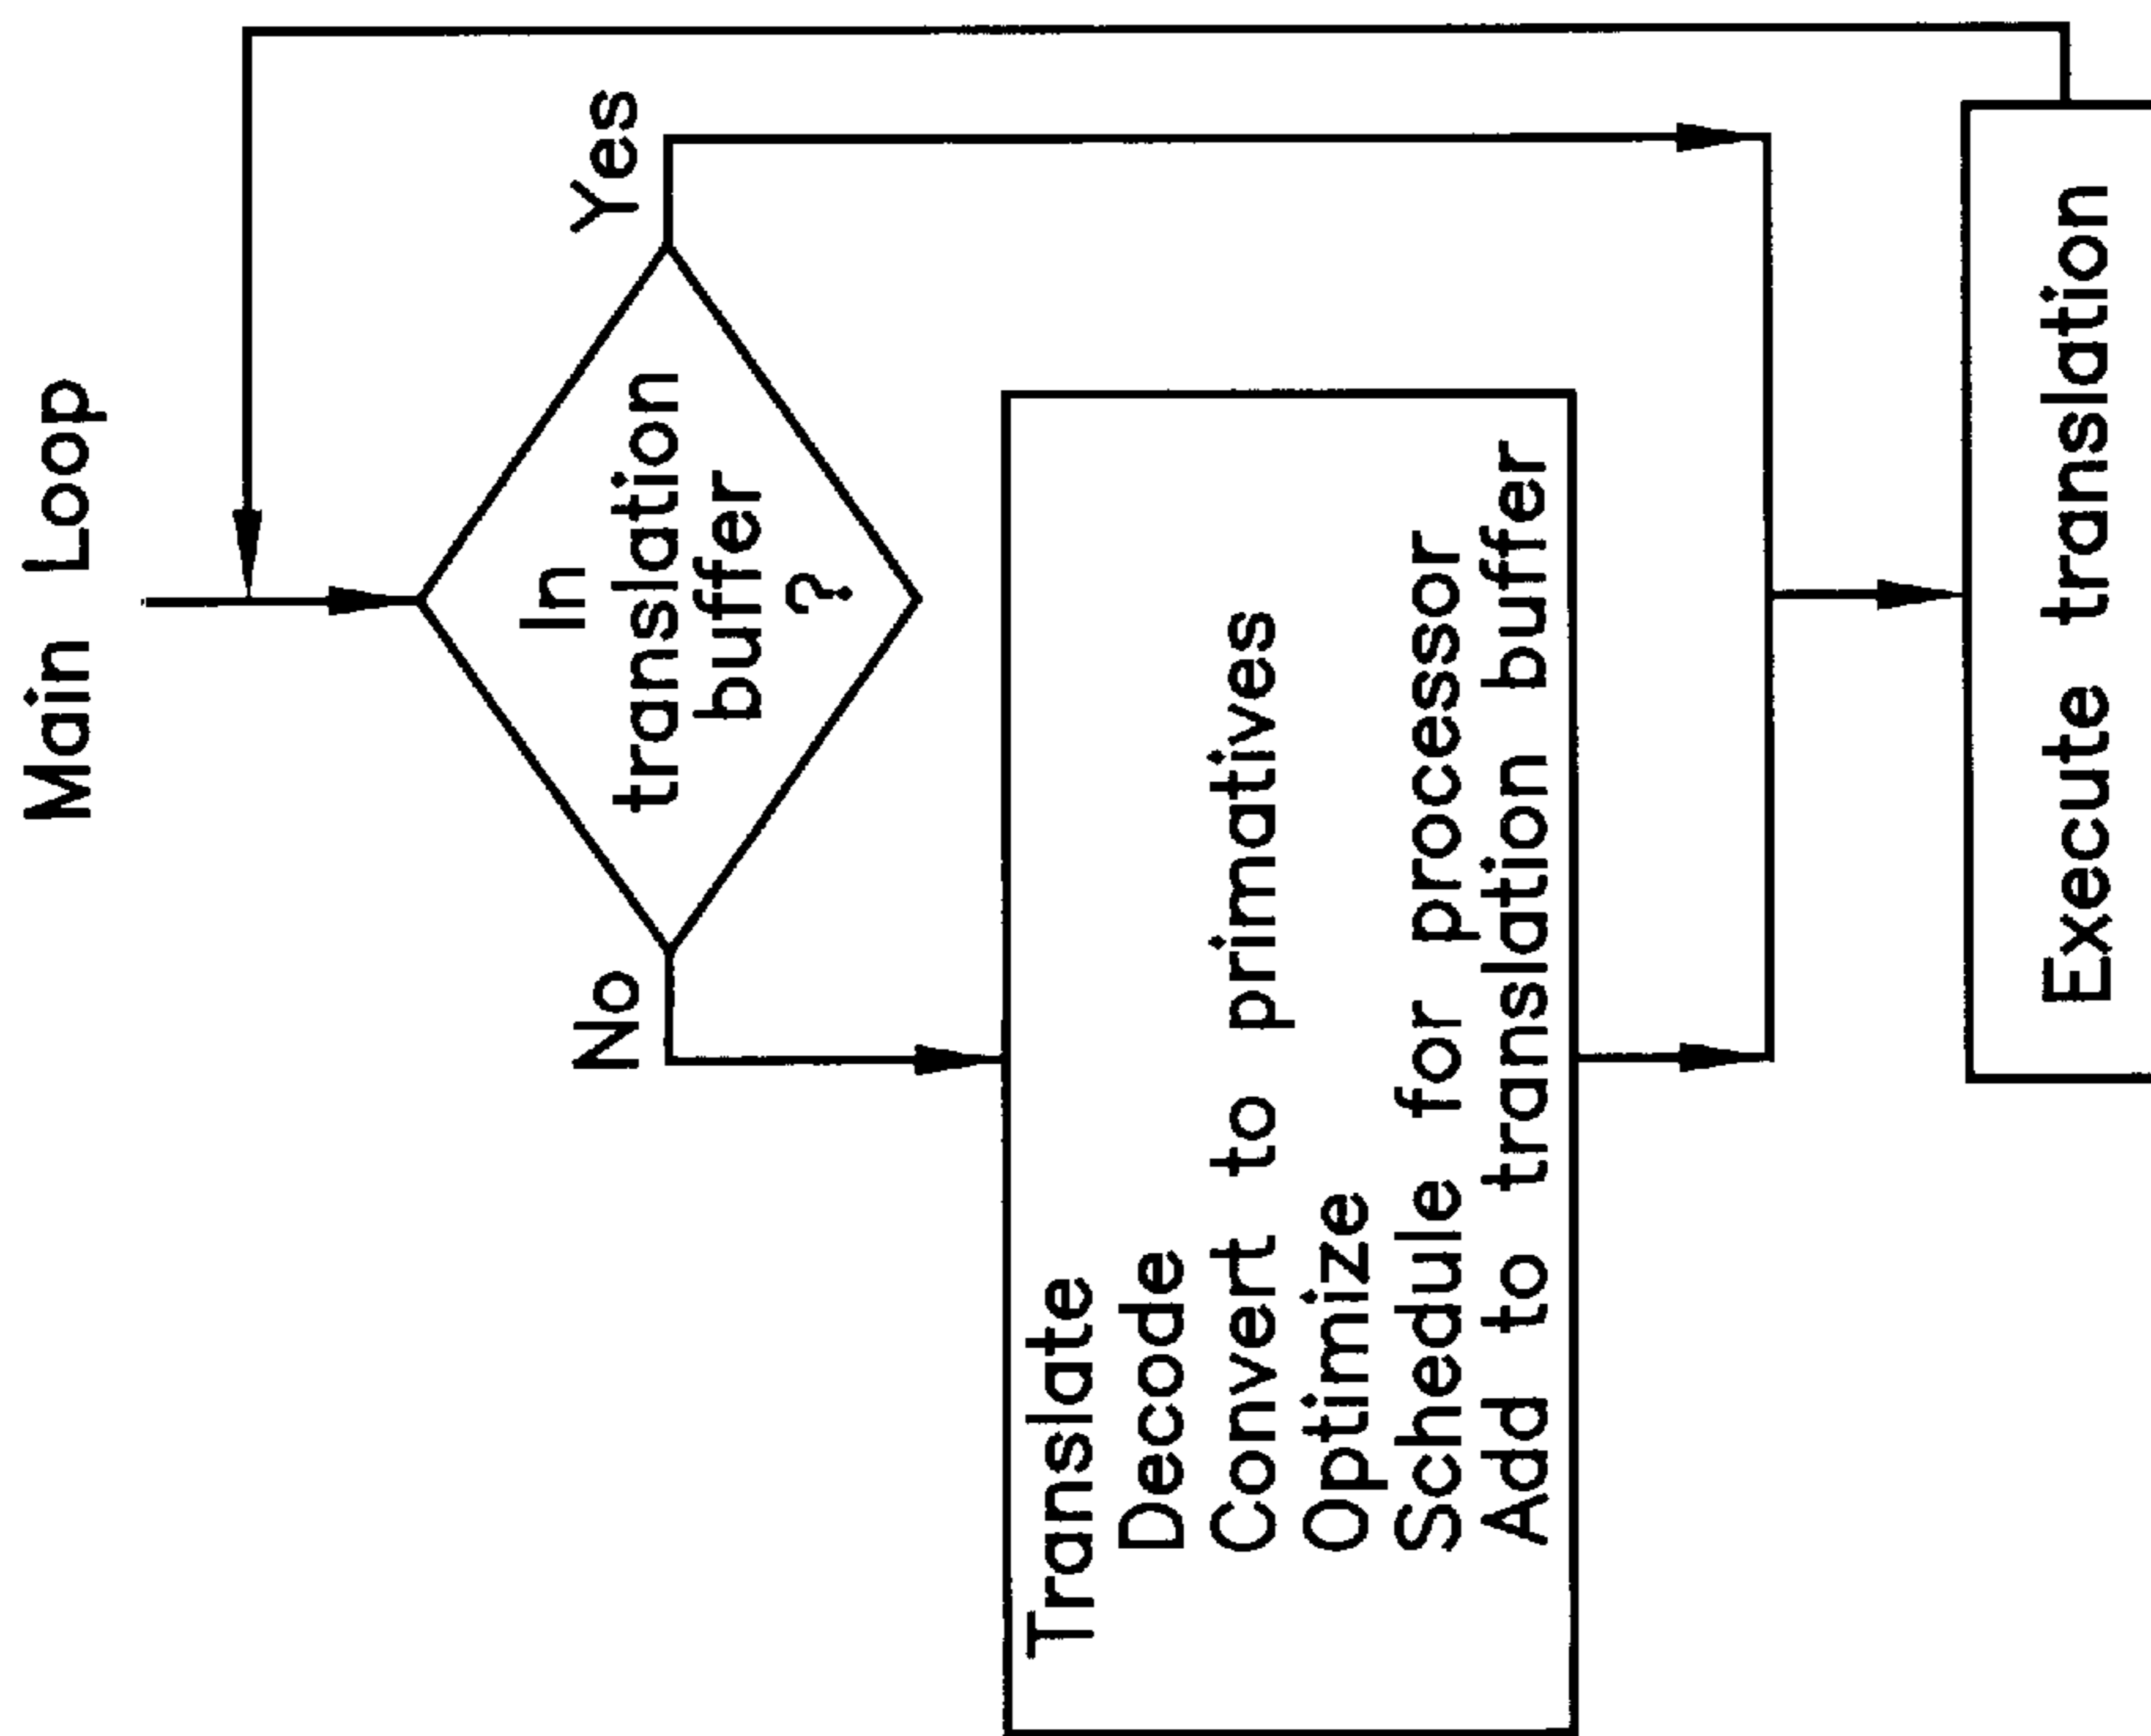 Main Loop
In
translation
buffer
?
Yes
No
Translate
Decode
Convert to primatives
Optimize
Schedule for processor
Add to translation buffer
Execute translation